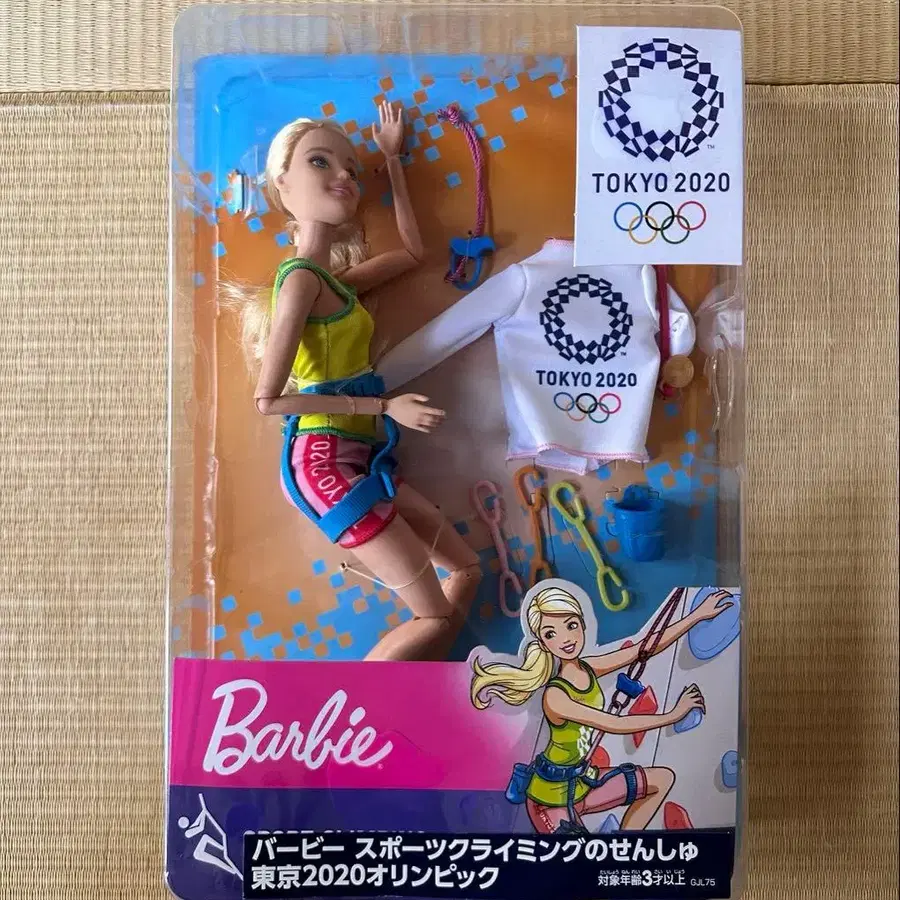 TOKYO 2020
TM
TOKYO 2020
TOKYO 2020
Barbie
バービー スポーツクライミングのせんしゅ
東京2020オリンピック
対象年齢3才以上 GJL75